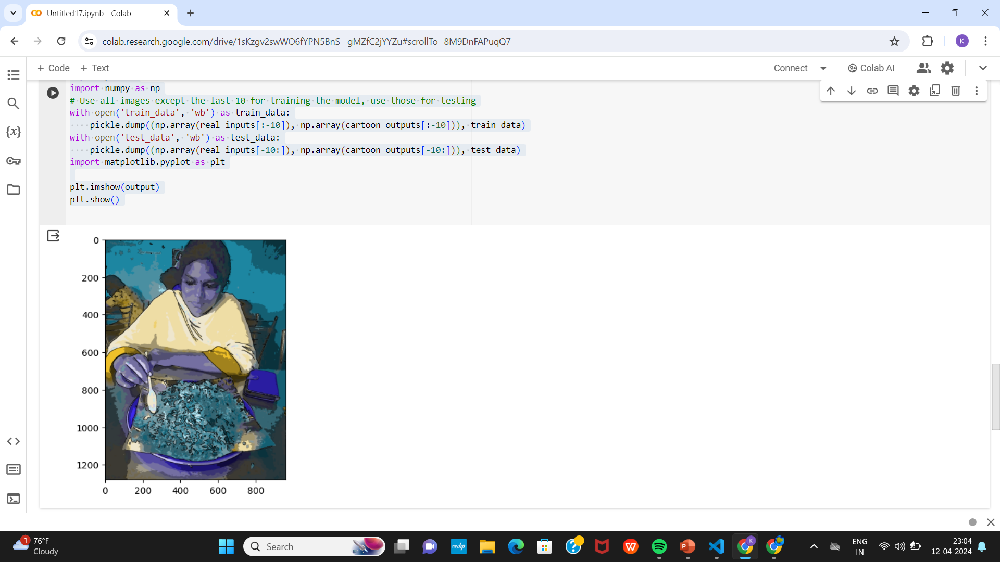 Untitled17.ipynb - Colab
colab.research.google.com/drive/1sKzgv2swWO6fYPN5BnS-_gMZfC2jYYZu#scrollTo=8M9DnFAPuqQ7
K
+ Code + Text
Connect
Colab AI
import numpy as np
# Use all images except the last 10 for training the model, use those for testing
with open('train_data', 'wb') as train_data:
    pickle.dump((np.array(real_inputs[:-10]), np.array(cartoon_outputs[:-10])), train_data)
with open('test_data', 'wb') as test_data:
    pickle.dump((np.array(real_inputs[-10:]), np.array(cartoon_outputs[-10:])), test_data)
import matplotlib.pyplot as plt
plt.imshow(output)
plt.show()
{x}
0
200
400
600
800
1000
1200
0 200 400 600 800
1
76°F
Cloudy
Search
myhp
K
ENG
IN
23:04
12-04-2024